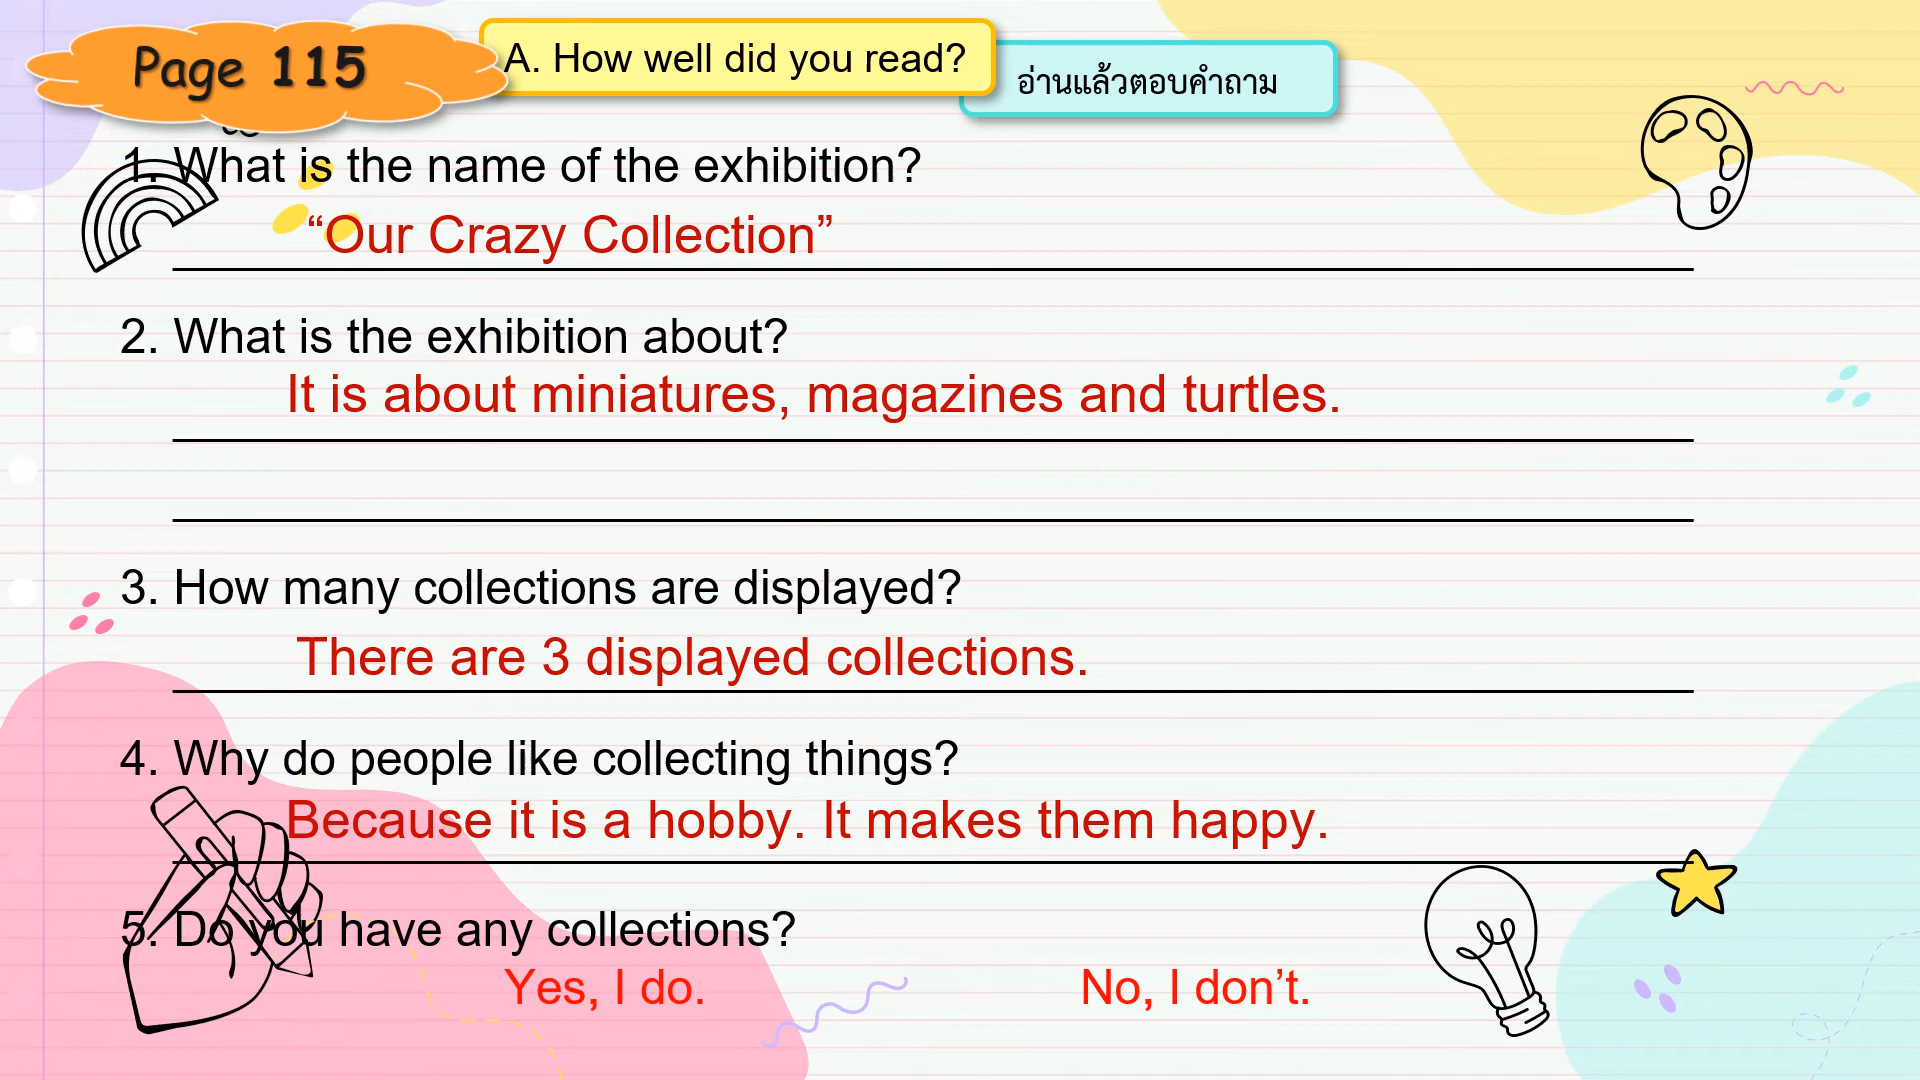 Page 115
A. How well did you read?
อ่านแล้วตอบคำถาม
1. What is the name of the exhibition?
“Our Crazy Collection”
2. What is the exhibition about?
It is about miniatures, magazines and turtles.
3. How many collections are displayed?
There are 3 displayed collections.
4. Why do people like collecting things?
Because it is a hobby. It makes them happy.
5. Do you have any collections?
Yes, I do. No, I don’t.